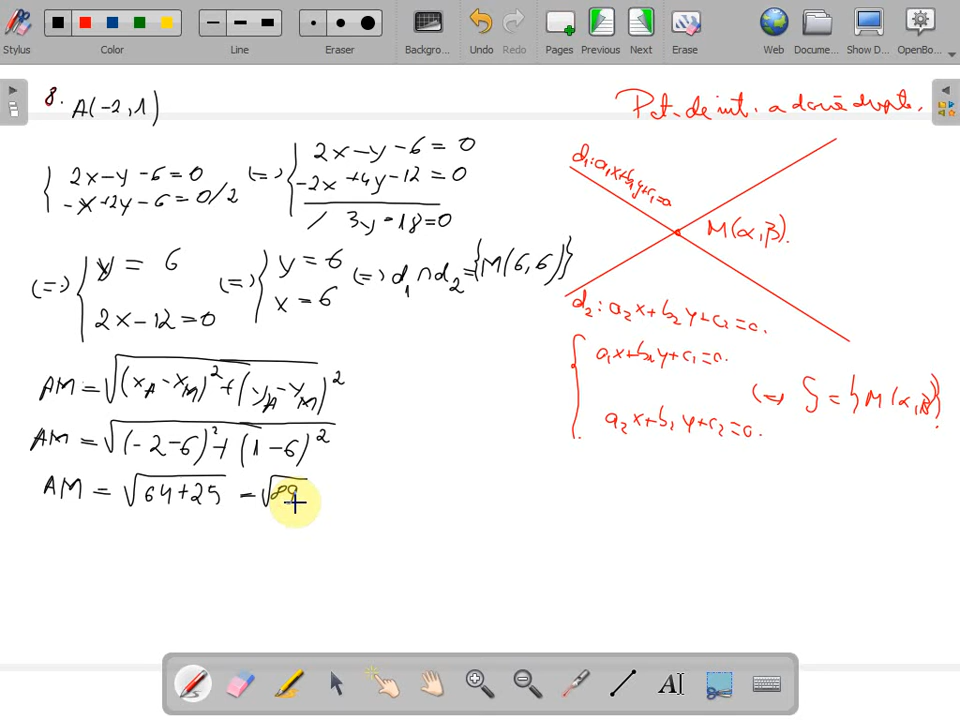 Stylus Color Line Eraser Backgro... Undo Redo Pages Previous Next Erase Web Docume... Show D... OpenBo...
8. A(-2,1)
{ 2x-y-6=0
-x+2y-6=0/2
(=) { 2x-y-6=0
-2x+4y-12=0
/ 3y-18=0
(=) { y = 6
2x-12=0
(=) { y = 6
x = 6
(=) d₁∩d₂={M(6,6)}
AM = √(x_A-x_M)²+(y_A-y_M)²
AM = √(-2-6)²+(1-6)²
AM = √64+25 = √89
Pct. de int. a două drepte.
d₁: a₁x+b₁y+c₁=0
M(α,β).
d₂: a₂x+b₂y+c₂=0.
{ a₁x+b₁y+c₁=0.
a₂x+b₂y+c₂=0.
(=) S={M(α,β)}.
A